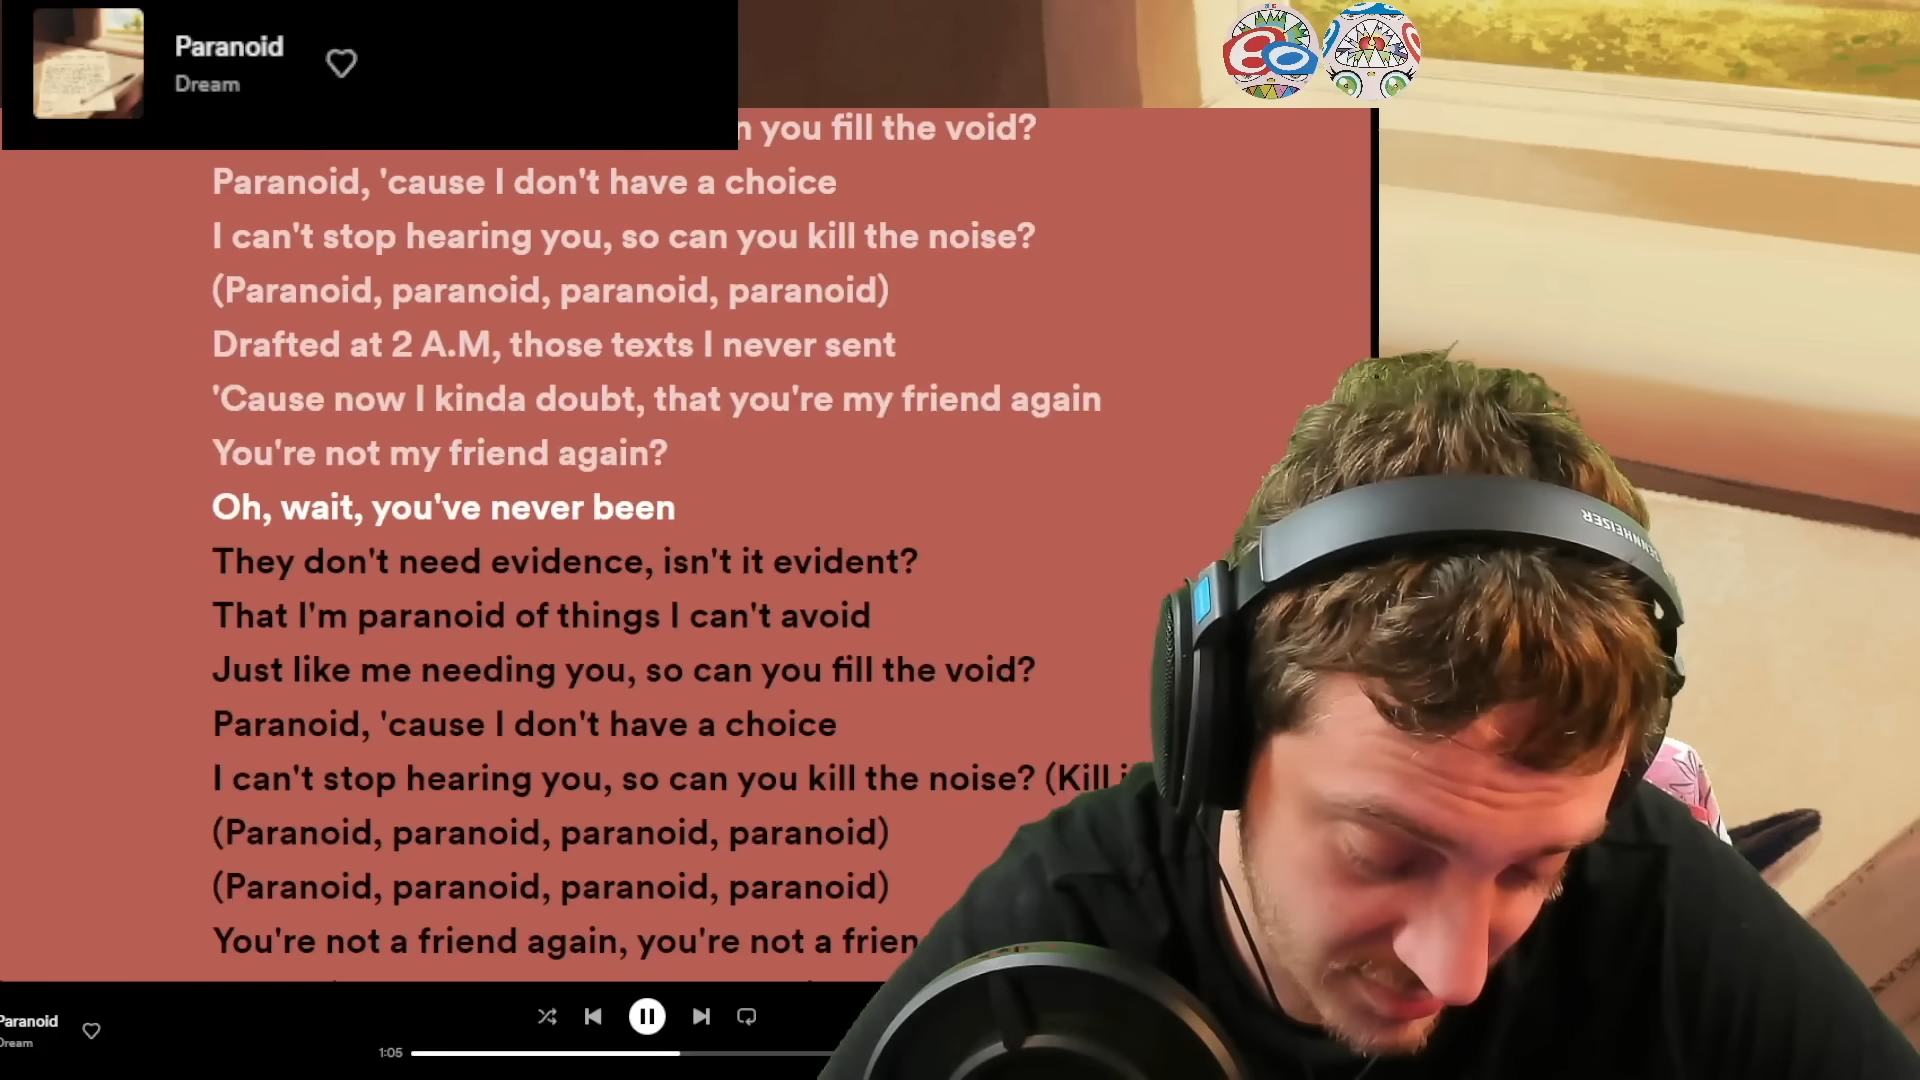 Paranoid
Dream
n you fill the void?
Paranoid, 'cause I don't have a choice
I can't stop hearing you, so can you kill the noise?
(Paranoid, paranoid, paranoid, paranoid)
Drafted at 2 A.M, those texts I never sent
'Cause now I kinda doubt, that you're my friend again
You're not my friend again?
Oh, wait, you've never been
They don't need evidence, isn't it evident?
That I'm paranoid of things I can't avoid
Just like me needing you, so can you fill the void?
Paranoid, 'cause I don't have a choice
I can't stop hearing you, so can you kill the noise? (Kill i
(Paranoid, paranoid, paranoid, paranoid)
(Paranoid, paranoid, paranoid, paranoid)
You're not a friend again, you're not a frien
SENNHEISER
Paranoid
Dream
1:05